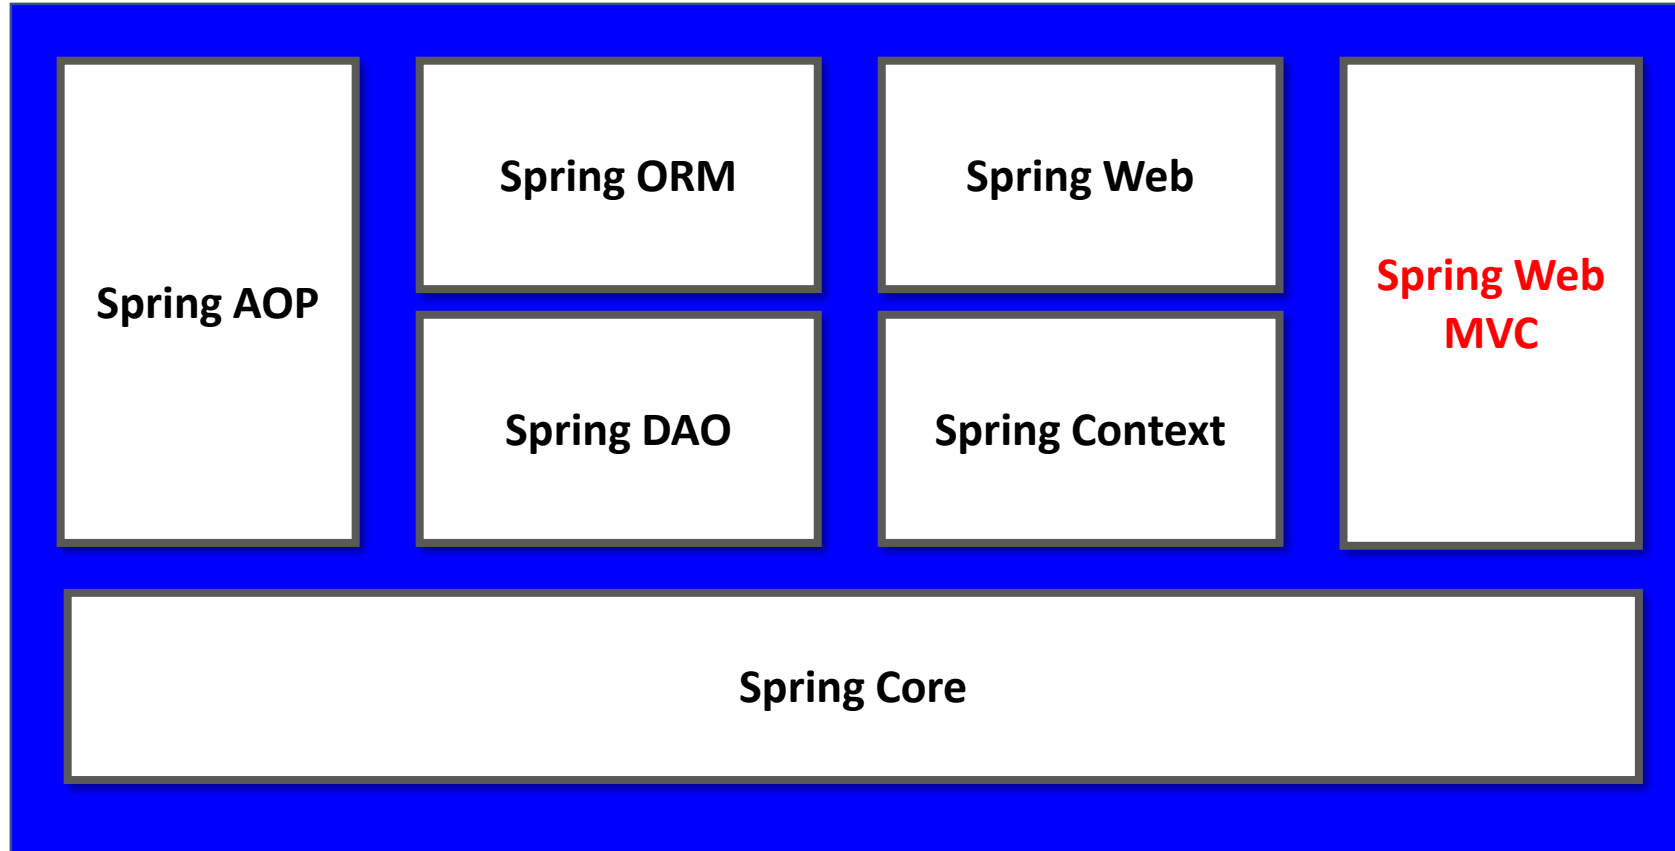 Spring AOP
Spring ORM
Spring DAO
Spring Web
Spring Context
Spring Web
MVC
Spring Core